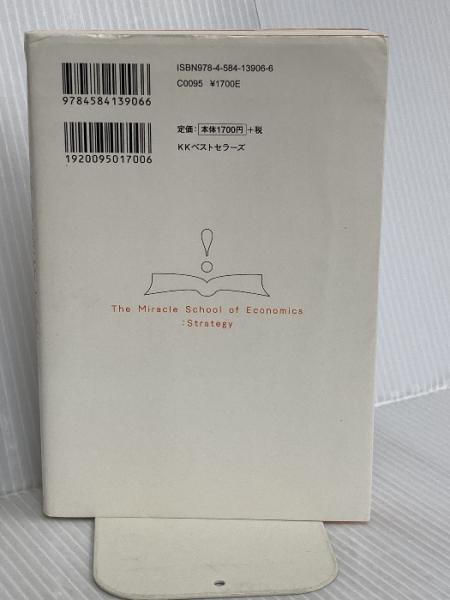 ISBN978-4-584-13906-6
C0095 ¥1700E
9784584139066
定価:本体1700円+税
KKベストセラーズ
1920095017006
The Miracle School of Economics
:Strategy